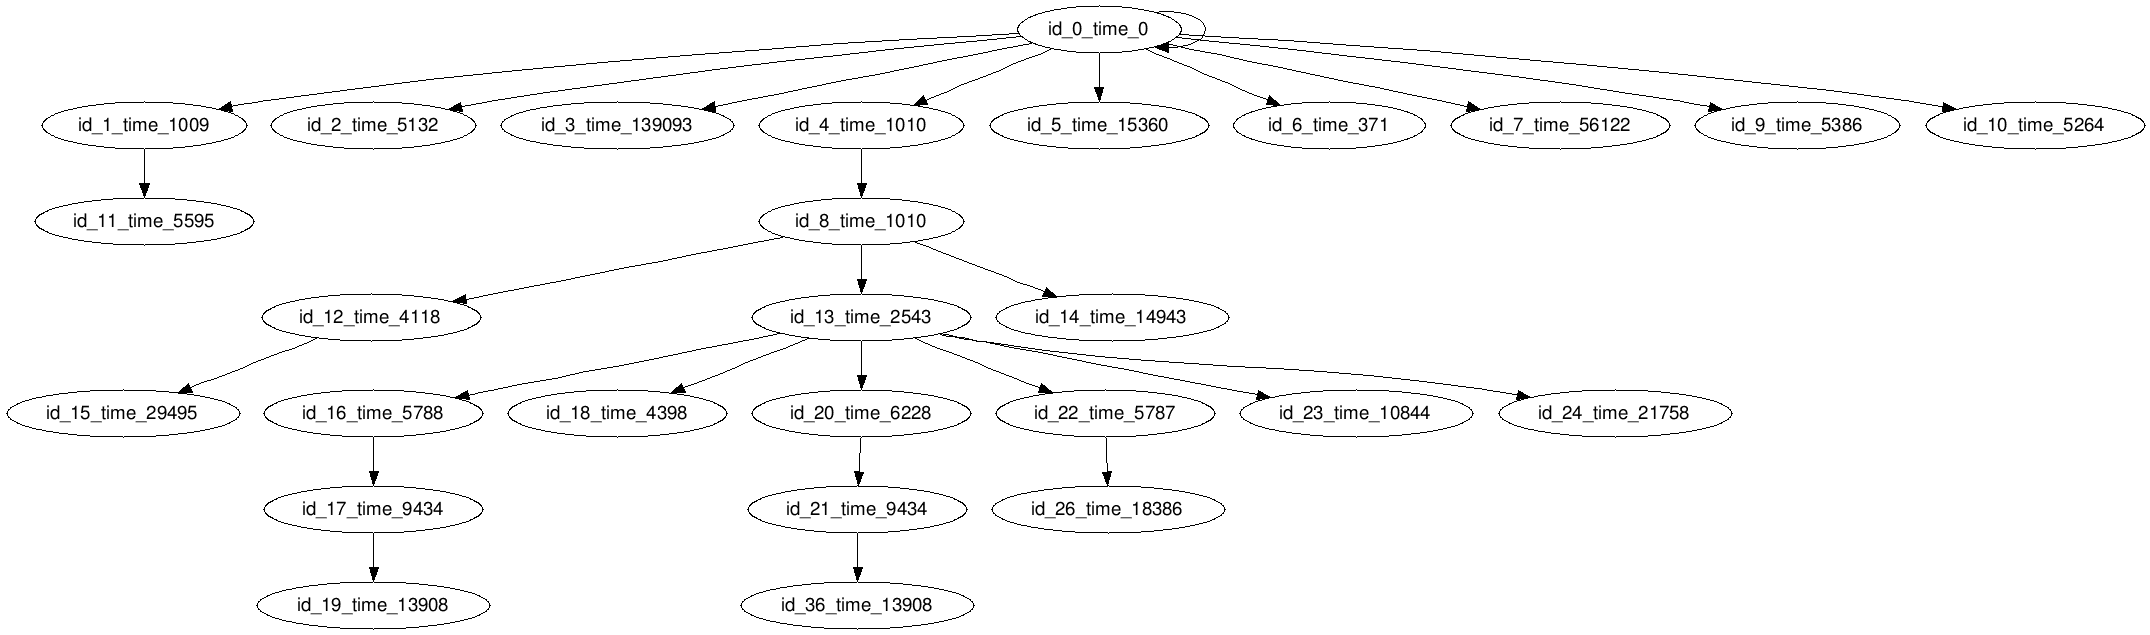 id_0_time_0
id_1_time_1009
id_2_time_5132
id_3_time_139093
id_4_time_1010
id_5_time_15360
id_6_time_371
id_7_time_56122
id_9_time_5386
id_10_time_5264
id_11_time_5595
id_8_time_1010
id_12_time_4118
id_13_time_2543
id_14_time_14943
id_15_time_29495
id_16_time_5788
id_18_time_4398
id_20_time_6228
id_22_time_5787
id_23_time_10844
id_24_time_21758
id_17_time_9434
id_21_time_9434
id_26_time_18386
id_19_time_13908
id_36_time_13908